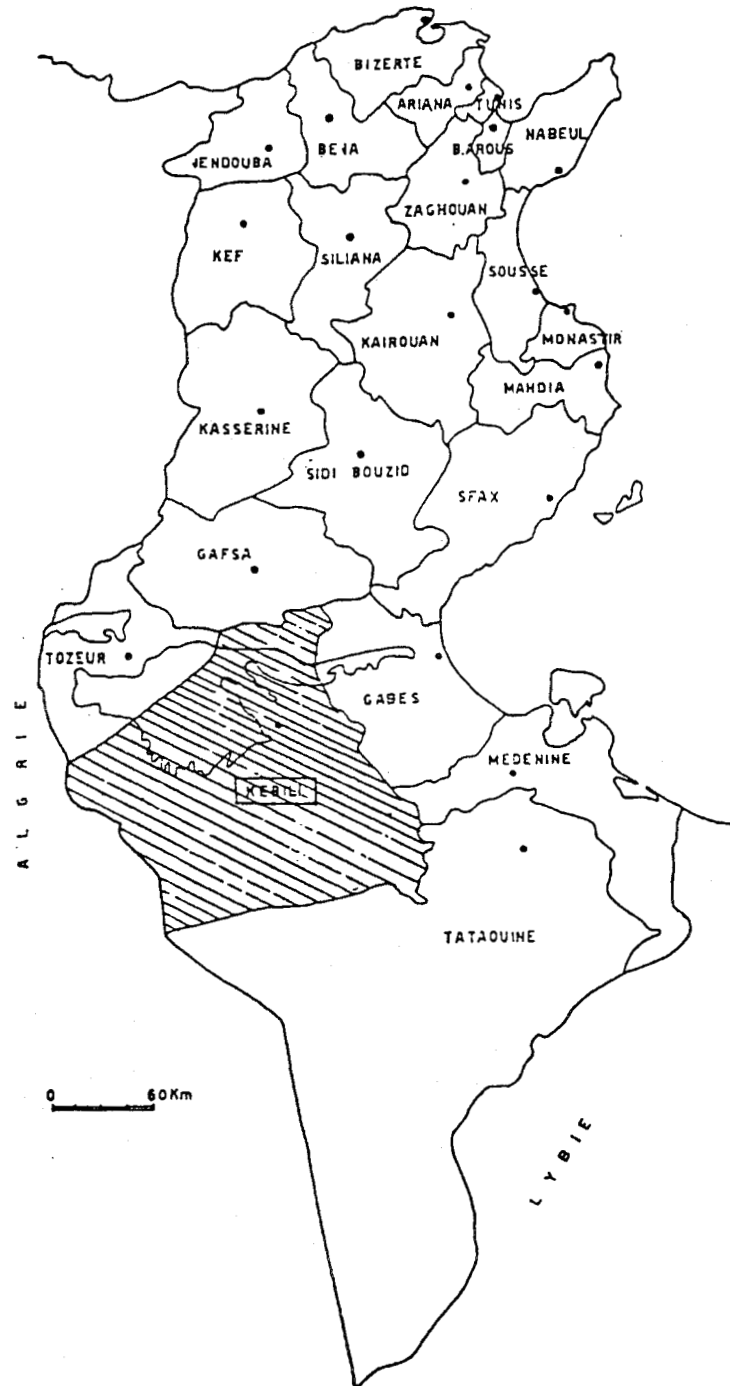 BIZERTE
ARIANA
TUNIS
NABEUL
B.AROUS
BEJA
JENDOUBA
ZAGHOUAN
KEF
SILIANA
SOUSSE
KAIROUAN
MONASTIR
MAHDIA
KASSERINE
SIDI BOUZID
SFAX
GAFSA
TOZEUR
GABES
MEDENINE
KEBILI
ALGRIE
TATAOUINE
0 60Km
LYBIE